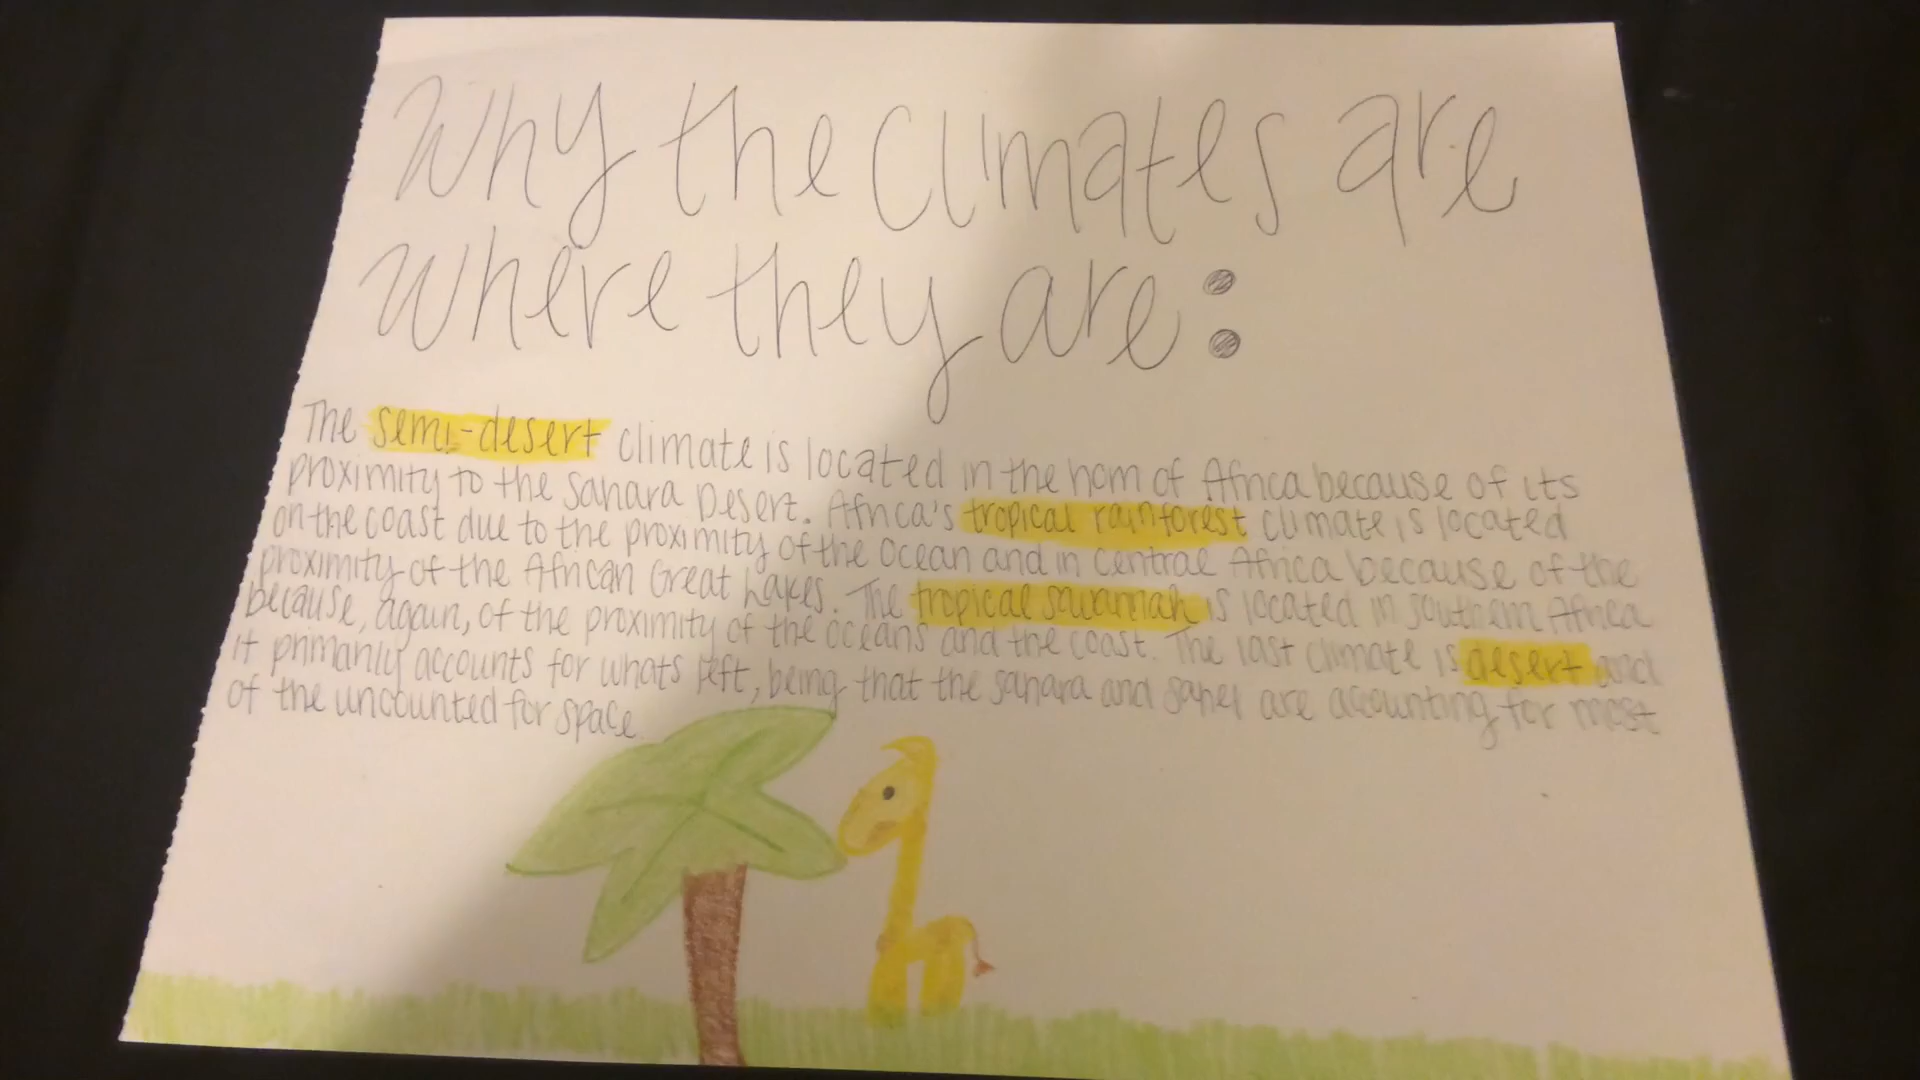 Why the climates are
where they are:
The semi-desert climate is located in the horn of Africa because of its
proximity to the Sahara Desert. Africa's tropical rainforest climate is located
on the coast due to the proximity of the ocean and in central Africa because of the
proximity of the African Great Lakes. The tropical savannah is located in southern Africa
because, again, of the proximity of the oceans and the coast. The last climate is desert and
it primarily accounts for whats left, being that the sahara and sahel are accounting for most
of the uncounted for space.